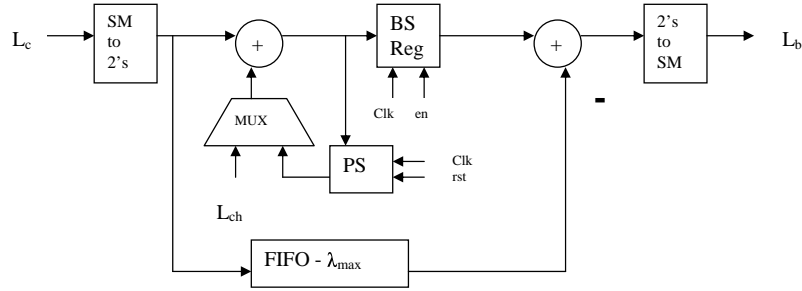 L_c
SM
to
2’s
+
BS
Reg
+
2’s
to
SM
L_b
Clk
en
-
MUX
PS
Clk
rst
L_ch
FIFO - λ_max